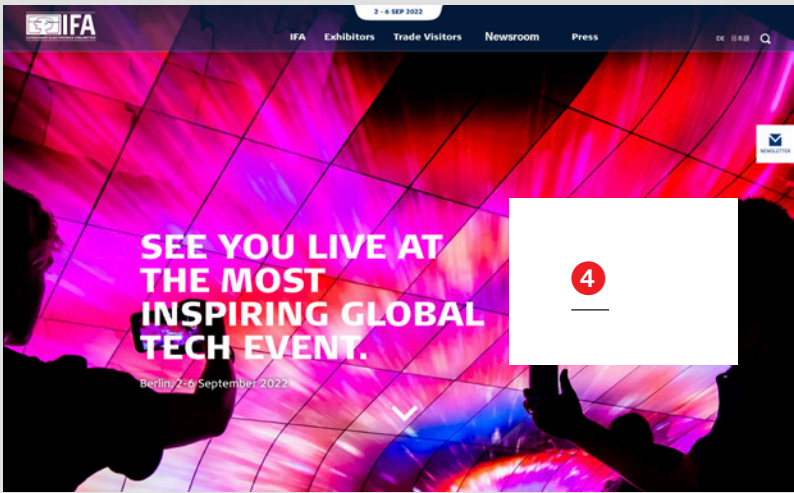 2 - 6 SEP 2022
IFA
IFA Exhibitors Trade Visitors Newsroom Press
DE 日本語
NEWSLETTER
SEE YOU LIVE AT
THE MOST
INSPIRING GLOBAL
TECH EVENT.
Berlin, 2-6 September 2022
4